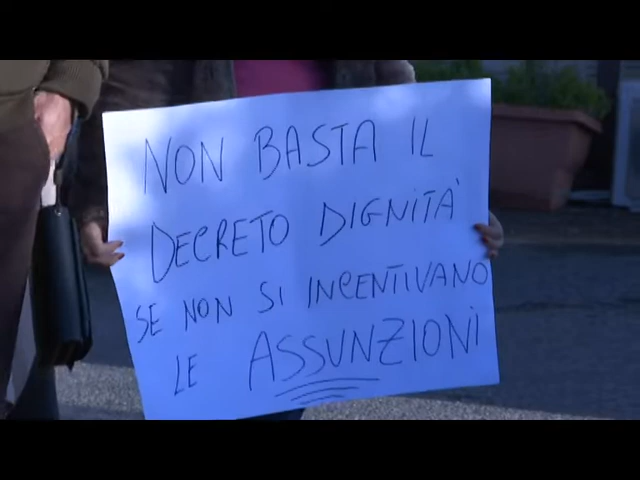 NON BASTA IL
DECRETO DIGNITÀ
SE NON SI INCENTIVANO
LE ASSUNZIONI